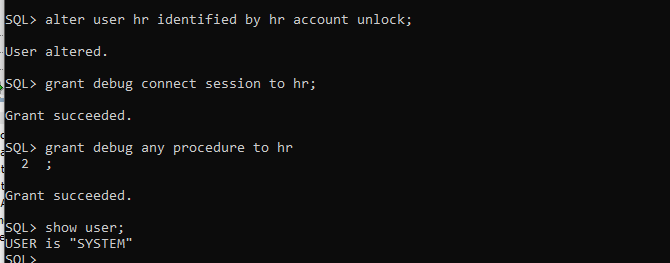 SQL> alter user hr identified by hr account unlock;
User altered.
SQL> grant debug connect session to hr;
Grant succeeded.
SQL> grant debug any procedure to hr
2 ;
Grant succeeded.
SQL> show user;
USER is "SYSTEM"
SQL>